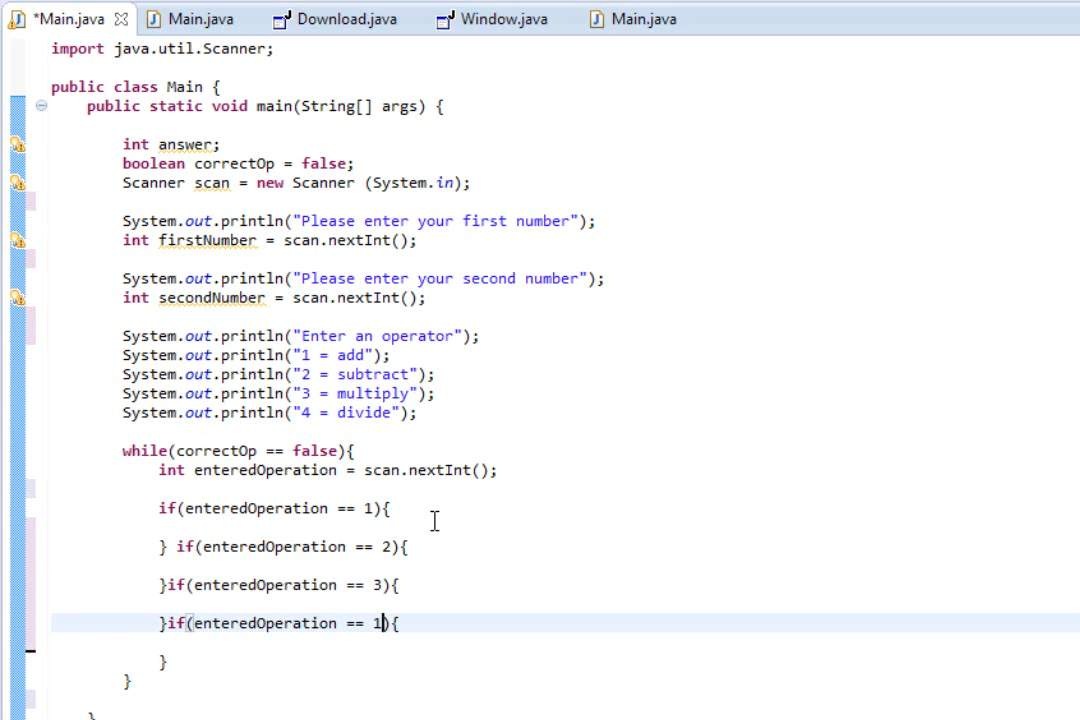 *Main.java Main.java Download.java Window.java Main.java
import java.util.Scanner;
public class Main {
public static void main(String[] args) {
int answer;
boolean correctOp = false;
Scanner scan = new Scanner (System.in);
System.out.println("Please enter your first number");
int firstNumber = scan.nextInt();
System.out.println("Please enter your second number");
int secondNumber = scan.nextInt();
System.out.println("Enter an operator");
System.out.println("1 = add");
System.out.println("2 = subtract");
System.out.println("3 = multiply");
System.out.println("4 = divide");
while(correctOp == false){
int enteredOperation = scan.nextInt();
if(enteredOperation == 1){
} if(enteredOperation == 2){
}if(enteredOperation == 3){
}if(enteredOperation == 1){
}
}
}